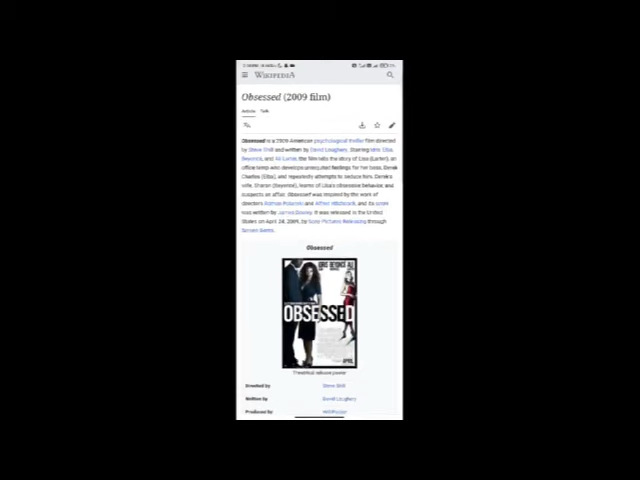 WIKIPEDIA
Obsessed (2009 film)
Article Talk
Obsessed is a 2009 American psychological thriller film directed
by Steve Shill and written by David Loughery. Starring Idris Elba,
Beyoncé, and Ali Larter, the film tells the story of Lisa (Larter), an
office temp who develops unrequited feelings for her boss, Derek
Charles (Elba), and repeatedly attempts to seduce him. Derek's
wife, Sharon (Beyoncé), learns of Lisa's obsessive behavior, and
suspects an affair. Obsessed was inspired by the work of
directors Roman Polanski and Alfred Hitchcock, and its score
was written by James Dooley. It was released in the United
States on April 24, 2009, by Sony Pictures Releasing through
Screen Gems.
Obsessed
IDRIS BEYONCÉ ALI
OBSESSED
APRIL
Theatrical release poster
Directed by Steve Shill
Written by David Loughery
Produced by Will Packer